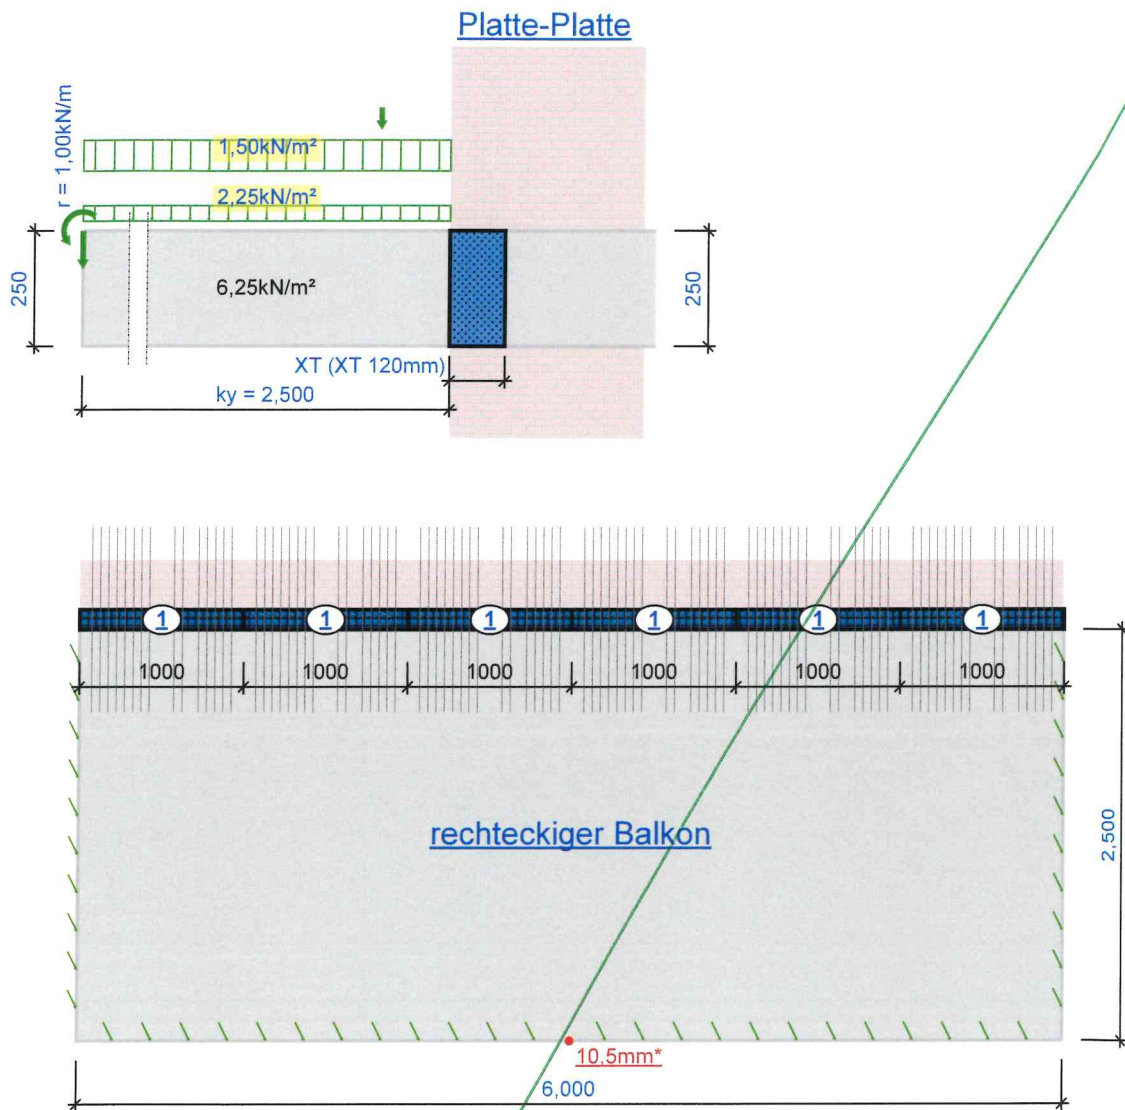 Platte-Platte
r = 1,00kN/m
1,50kN/m²
2,25kN/m²
6,25kN/m²
250
250
XT (XT 120mm)
ky = 2,500
1 1 1 1 1 1
1000 1000 1000 1000 1000 1000
rechteckiger Balkon
2,500
10,5mm*
6,000